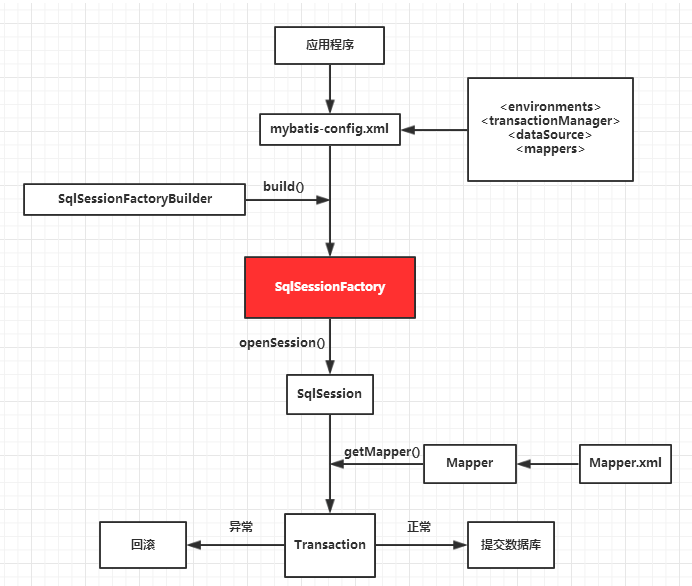 应用程序
<environments>
<transactionManager>
<dataSource>
<mappers>
mybatis-config.xml
SqlSessionFactoryBuilder
build()
SqlSessionFactory
openSession()
SqlSession
getMapper()
Mapper
Mapper.xml
回滚
异常
Transaction
正常
提交数据库